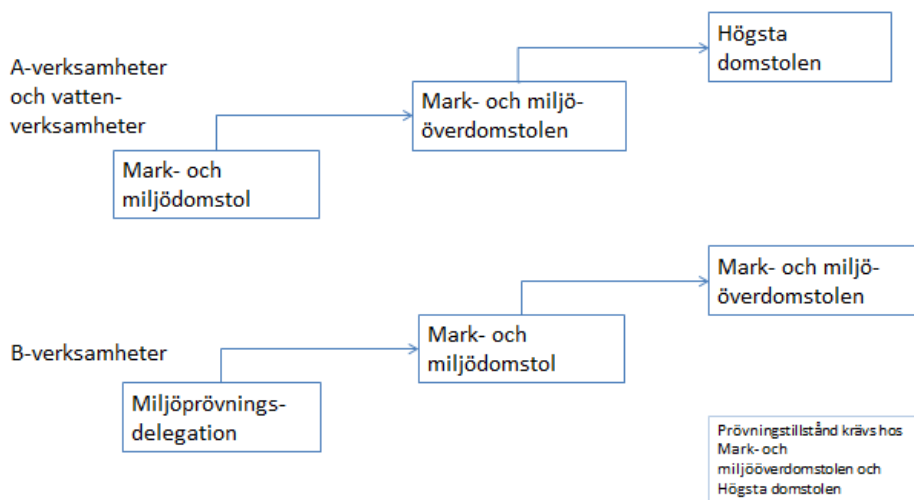 A-verksamheter
och vatten-
verksamheter
Mark- och
miljödomstol
Mark- och miljö-
överdomstolen
Högsta
domstolen
B-verksamheter
Miljöprövnings-
delegation
Mark- och
miljödomstol
Mark- och miljö-
överdomstolen
Prövningstillstånd krävs hos
Mark- och
miljööverdomstolen och
Högsta domstolen